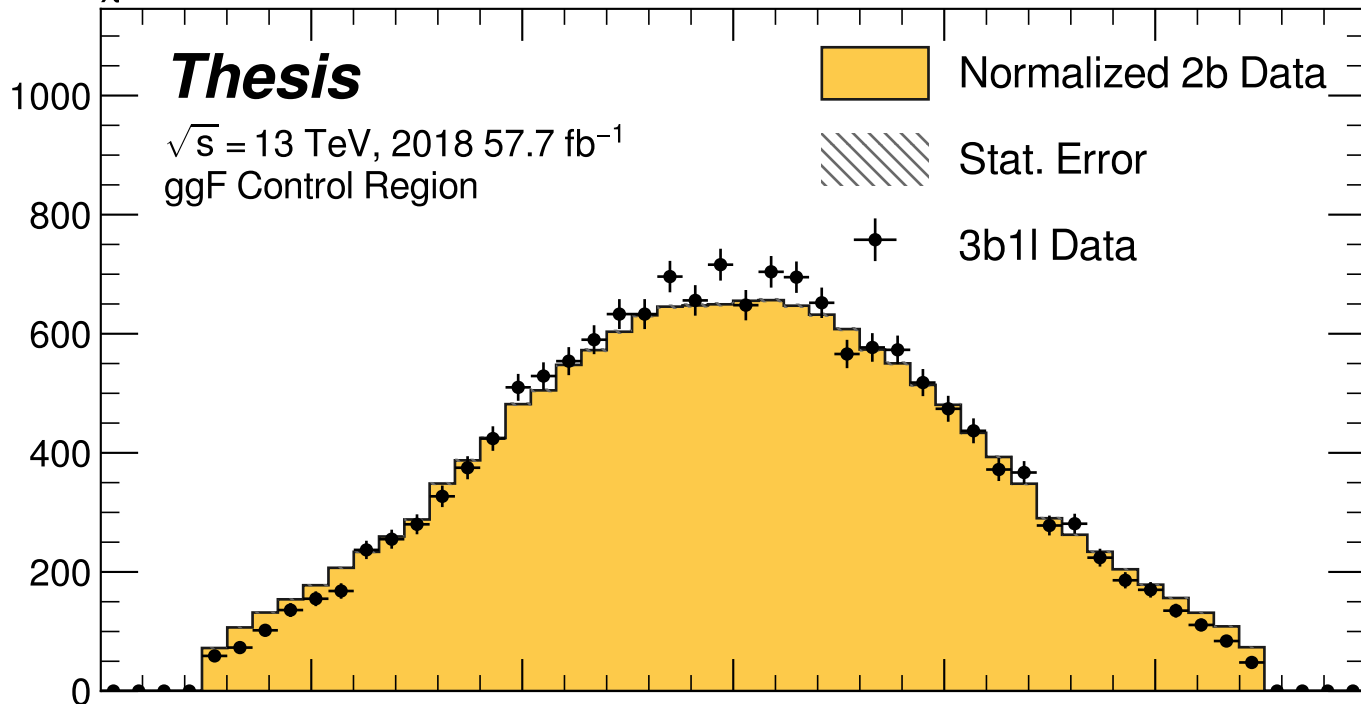 Thesis
√s = 13 TeV, 2018 57.7 fb⁻¹
ggF Control Region
Normalized 2b Data
Stat. Error
3b1l Data
1000
800
600
400
200
0